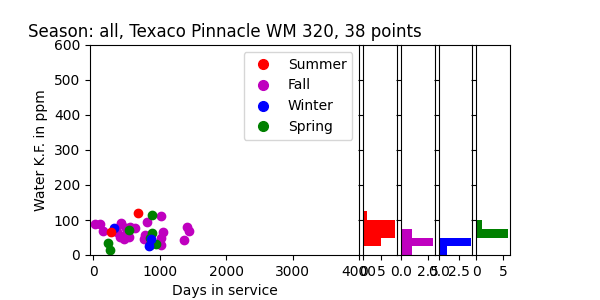 Season: all, Texaco Pinnacle WM 320, 38 points
Water K.F. in ppm
600
500
400
300
200
100
0
Summer
Fall
Winter
Spring
0 1000 2000 3000 4000
0 5
0.0 2.5
0.0 2.5
0 5
Days in service